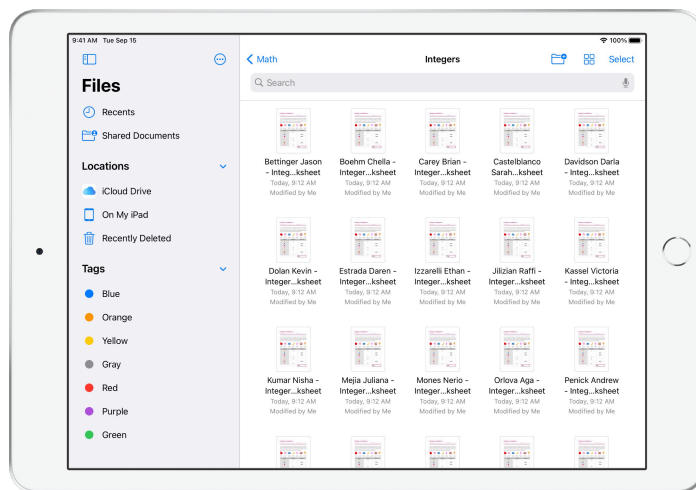 9:41 AM Tue Sep 15
100%
Files
Recents
Shared Documents
Locations
iCloud Drive
On My iPad
Recently Deleted
Tags
Blue
Orange
Yellow
Gray
Red
Purple
Green
Math
Integers
Select
Search
Bettinger Jason
- Integ...ksheet
Today, 9:12 AM
Modified by Me
Boehm Chella -
Integer...ksheet
Today, 9:12 AM
Modified by Me
Carey Brian -
Integer...ksheet
Today, 9:12 AM
Modified by Me
Castelblanco
Sarah...ksheet
Today, 9:12 AM
Modified by Me
Davidson Darla
- Integ...ksheet
Today, 9:12 AM
Modified by Me
Dolan Kevin -
Integer...ksheet
Today, 9:12 AM
Modified by Me
Estrada Daren -
Integer...ksheet
Today, 9:12 AM
Modified by Me
Izzarelli Ethan -
Integer...ksheet
Today, 9:12 AM
Modified by Me
Jilizian Raffi -
Integer...ksheet
Today, 9:12 AM
Modified by Me
Kassel Victoria
- Integ...ksheet
Today, 9:12 AM
Modified by Me
Kumar Nisha -
Integer...ksheet
Today, 9:12 AM
Modified by Me
Mejia Juliana -
Integer...ksheet
Today, 9:12 AM
Modified by Me
Mones Nerio -
Integer...ksheet
Today, 9:12 AM
Modified by Me
Orlova Aga -
Integer...ksheet
Today, 9:12 AM
Modified by Me
Penick Andrew
- Integ...ksheet
Today, 9:12 AM
Modified by Me